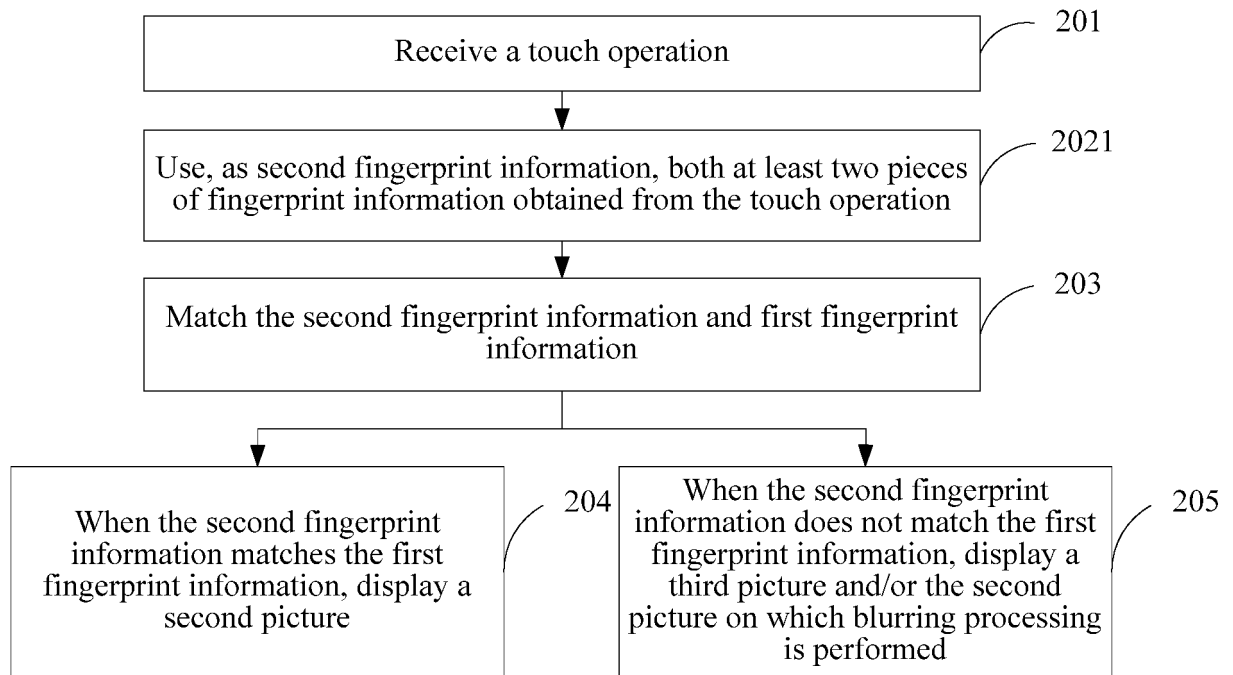 201
Receive a touch operation
2021
Use, as second fingerprint information, both at least two pieces
of fingerprint information obtained from the touch operation
203
Match the second fingerprint information and first fingerprint
information
204
When the second fingerprint
information matches the first
fingerprint information, display a
second picture
205
When the second fingerprint
information does not match the first
fingerprint information, display a
third picture and/or the second
picture on which blurring processing
is performed